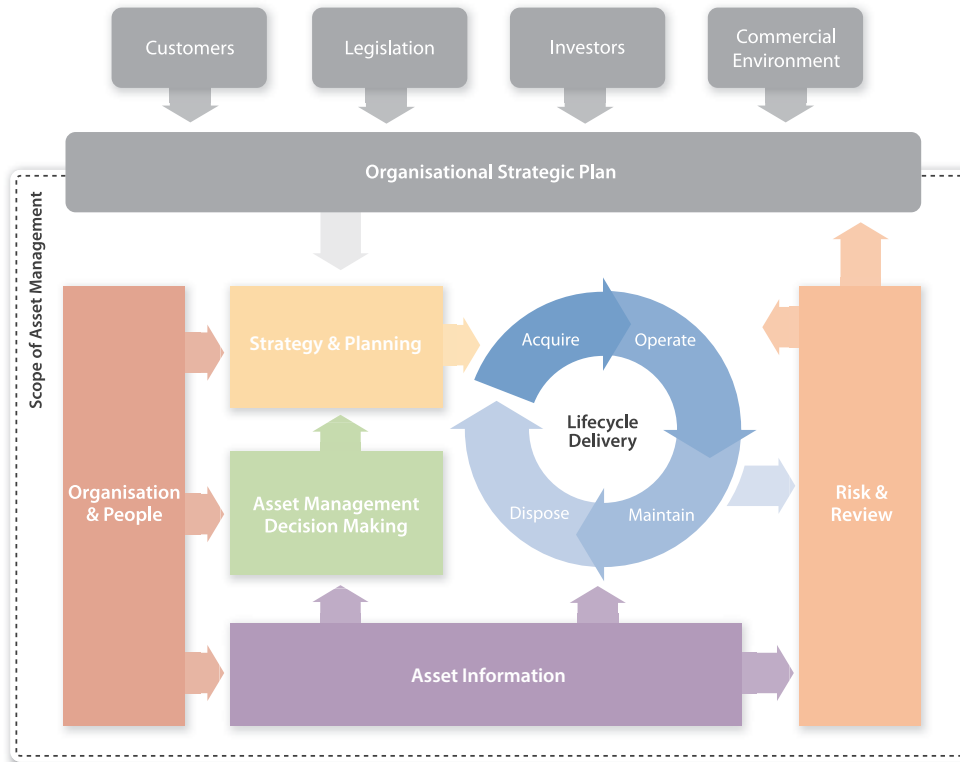 Customers
Legislation
Investors
Commercial
Environment
Organisational Strategic Plan
Scope of Asset Management
Strategy & Planning
Acquire
Operate
Lifecycle
Delivery
Organisation
& People
Asset Management
Decision Making
Dispose
Maintain
Risk &
Review
Asset Information